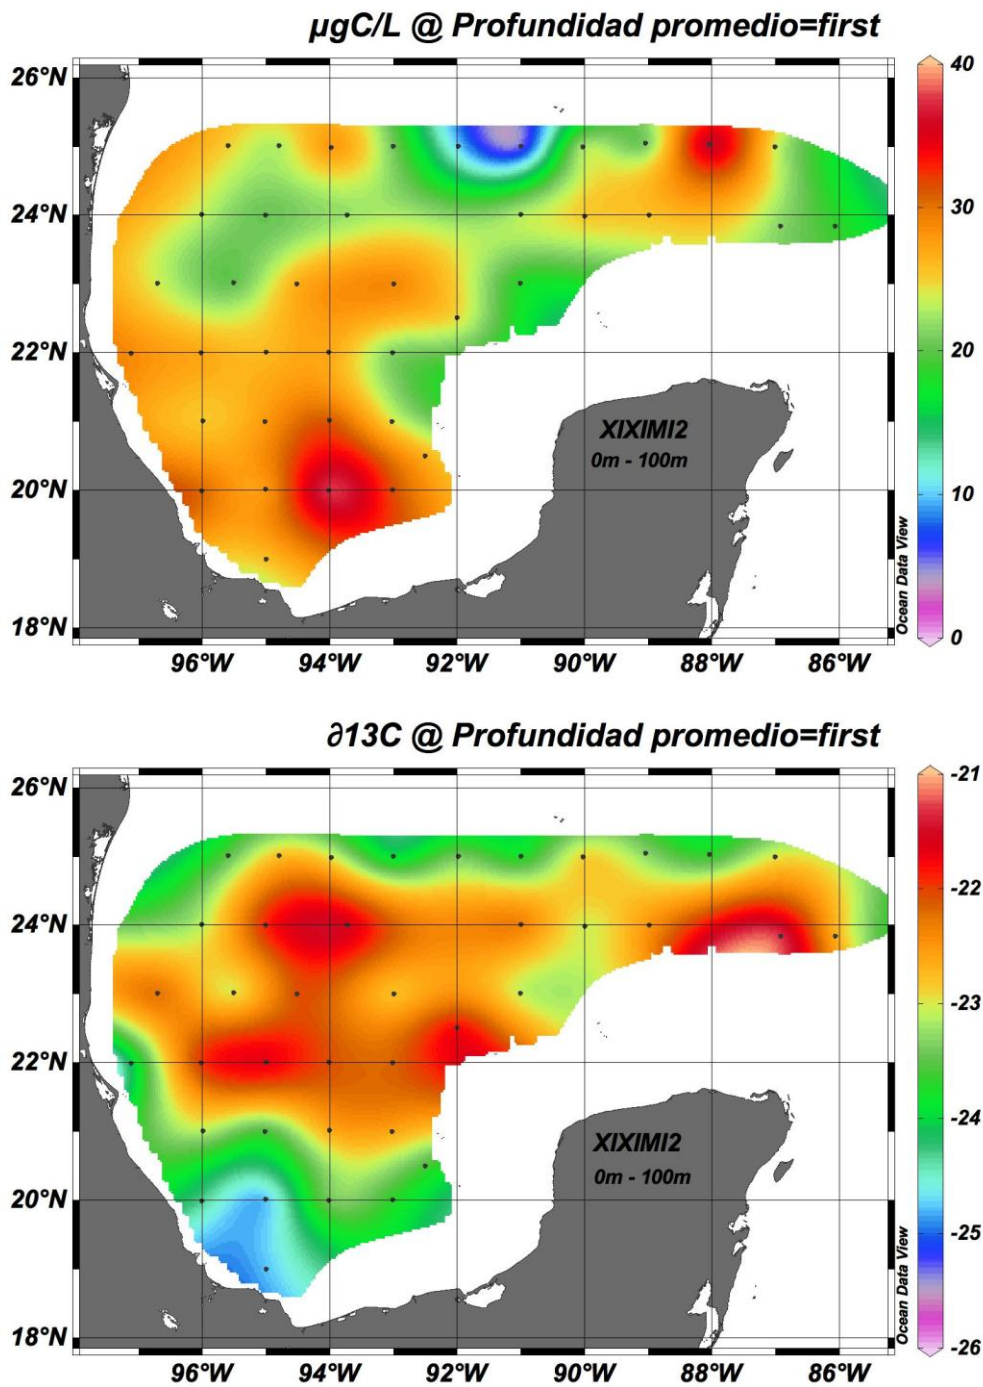 µgC/L @ Profundidad promedio=first
26°N
24°N
22°N
20°N
18°N
96°W 94°W 92°W 90°W 88°W 86°W
XIXIMI2
0m - 100m
Ocean Data View
40
30
20
10
0
∂13C @ Profundidad promedio=first
26°N
24°N
22°N
20°N
18°N
96°W 94°W 92°W 90°W 88°W 86°W
XIXIMI2
0m - 100m
Ocean Data View
-21
-22
-23
-24
-25
-26